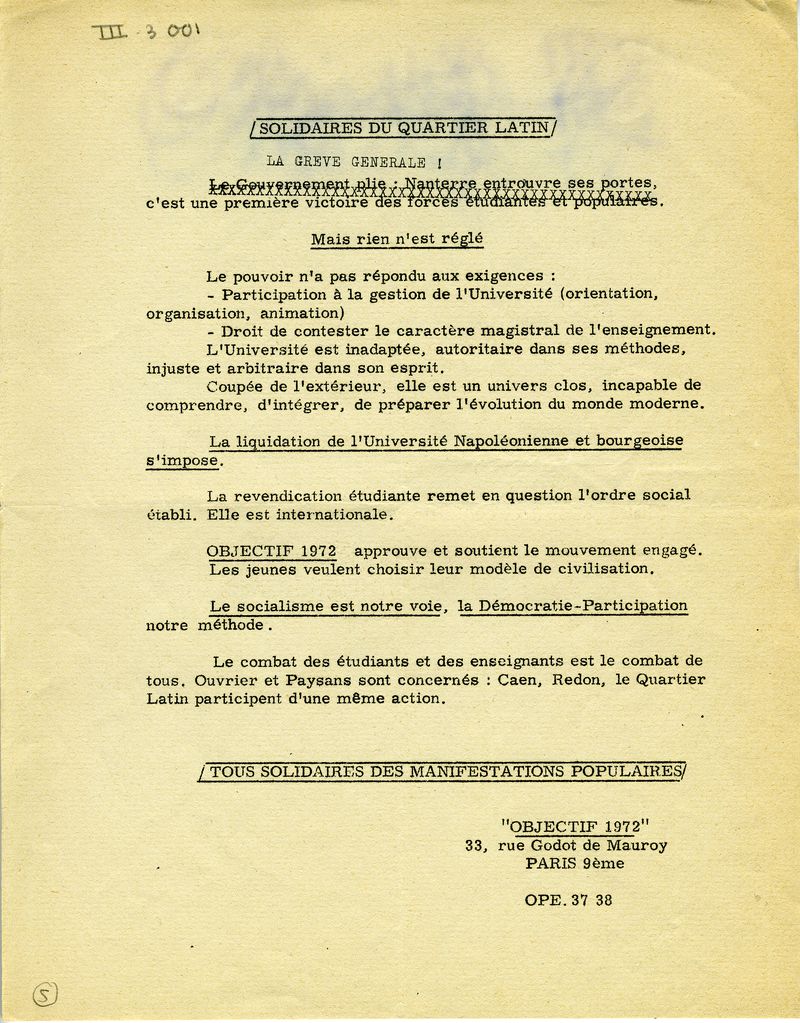 III - 3 001
/SOLIDAIRES DU QUARTIER LATIN/
LA GREVE GENERALE !
Le Gouvernement plie : Nanterre entrouvre ses portes,
c'est une première victoire des forces étudiantes et populaires.
Mais rien n'est réglé
Le pouvoir n'a pas répondu aux exigences :
- Participation à la gestion de l'Université (orientation,
organisation, animation)
- Droit de contester le caractère magistral de l'enseignement.
L'Université est inadaptée, autoritaire dans ses méthodes,
injuste et arbitraire dans son esprit.
Coupée de l'extérieur, elle est un univers clos, incapable de
comprendre, d'intégrer, de préparer l'évolution du monde moderne.
La liquidation de l'Université Napoléonienne et bourgeoise
s'impose.
La revendication étudiante remet en question l'ordre social
établi. Elle est internationale.
OBJECTIF 1972 approuve et soutient le mouvement engagé.
Les jeunes veulent choisir leur modèle de civilisation.
Le socialisme est notre voie, la Démocratie-Participation
notre méthode.
Le combat des étudiants et des enseignants est le combat de
tous. Ouvrier et Paysans sont concernés : Caen, Redon, le Quartier
Latin participent d'une même action.
/TOUS SOLIDAIRES DES MANIFESTATIONS POPULAIRES/
"OBJECTIF 1972"
33, rue Godot de Mauroy
PARIS 9ème
OPE. 37 38
5